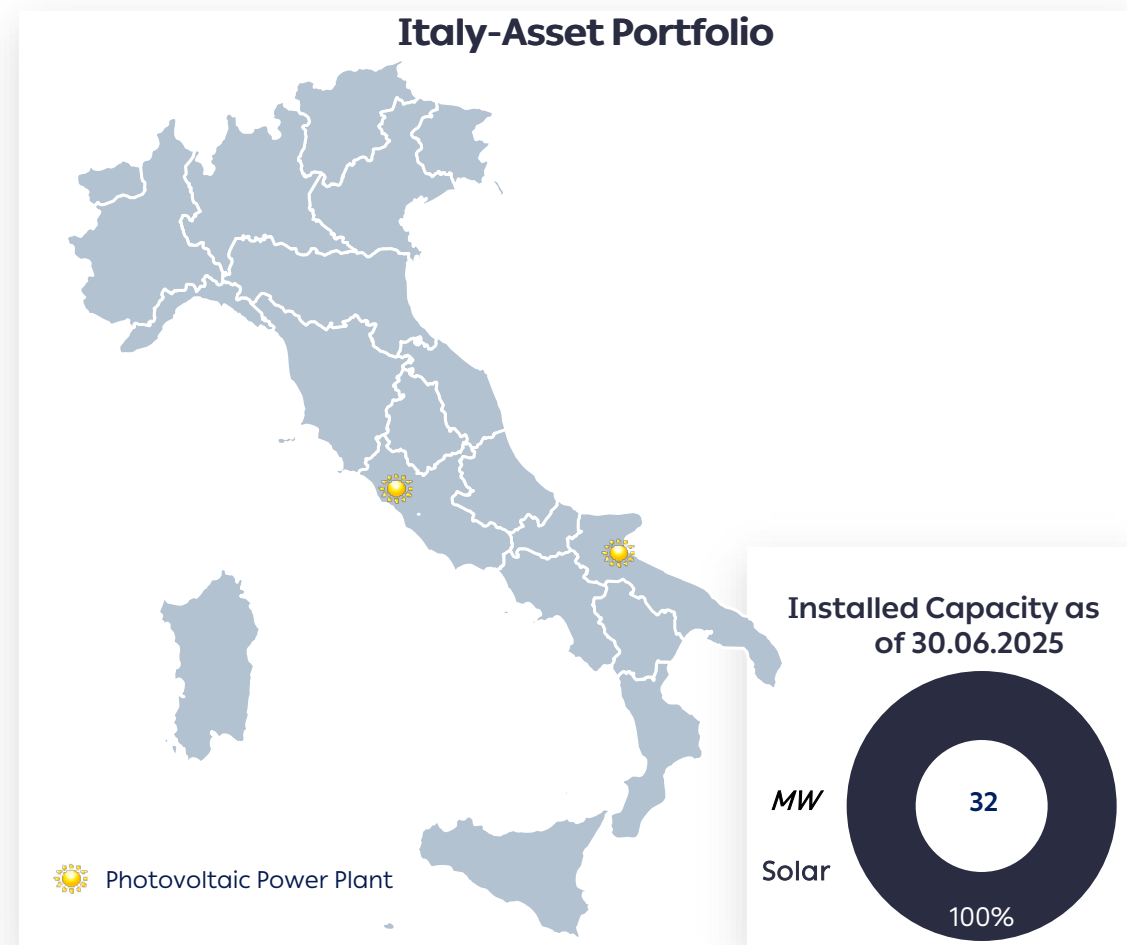 Italy-Asset Portfolio
Installed Capacity as
of 30.06.2025
MW
32
Solar
100%
Photovoltaic Power Plant